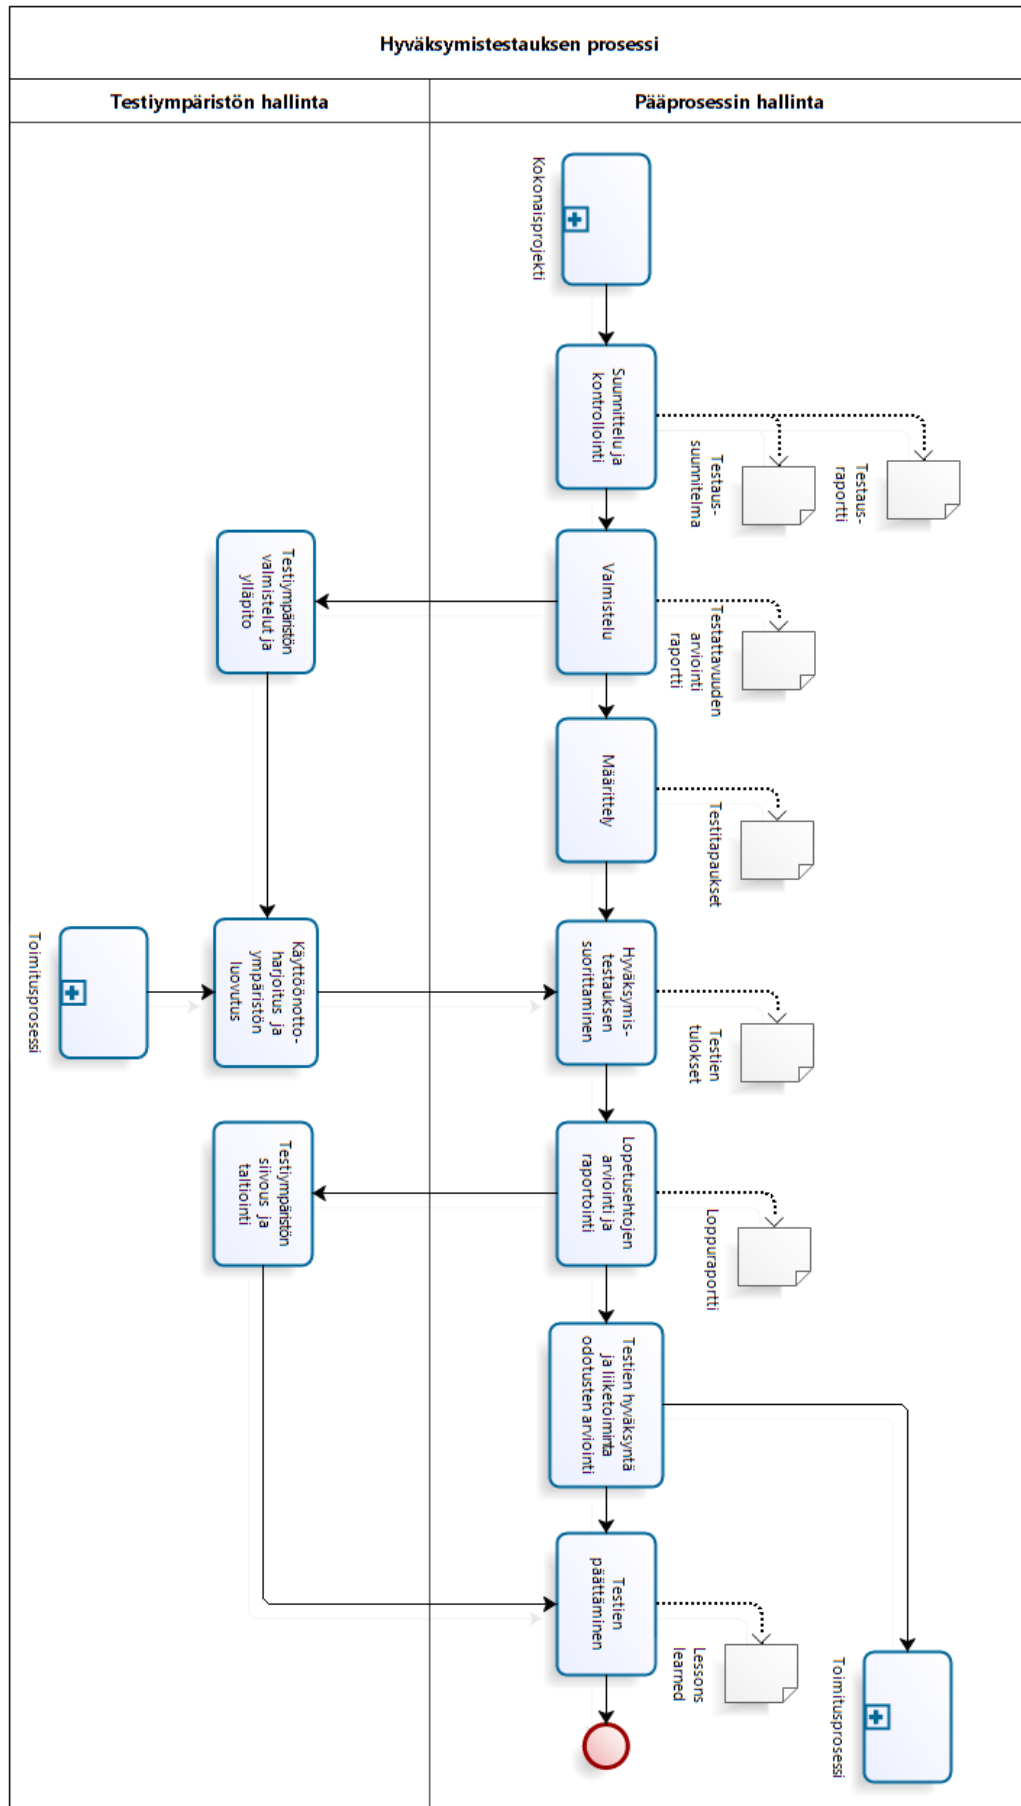 Hyväksymistestauksen prosessi
Testiympäristön hallinta
Pääprosessin hallinta
Kokonaisprojekti
Suunnittelu ja
kontrollointi
Testaus-
raportti
Testaus-
suunnitelma
Valmistelu
Testattavuuden
arviointi
raportti
Testiympäristön
valmistelut ja
ylläpito
Määrittely
Testitapaukset
Hyväksymis-
testauksen
suorittaminen
Testien
tulokset
Käyttöönotto-
harjoitus ja
ympäristön
luovutus
Toimitusprosessi
Lopetusehtojen
arviointi ja
raportointi
Loppuraportti
Testiympäristön
siivous ja
taltiointi
Testien hyväksyntä
ja liiketoiminta
odotusten arviointi
Testien
päättäminen
Lessons
learned
Toimitusprosessi